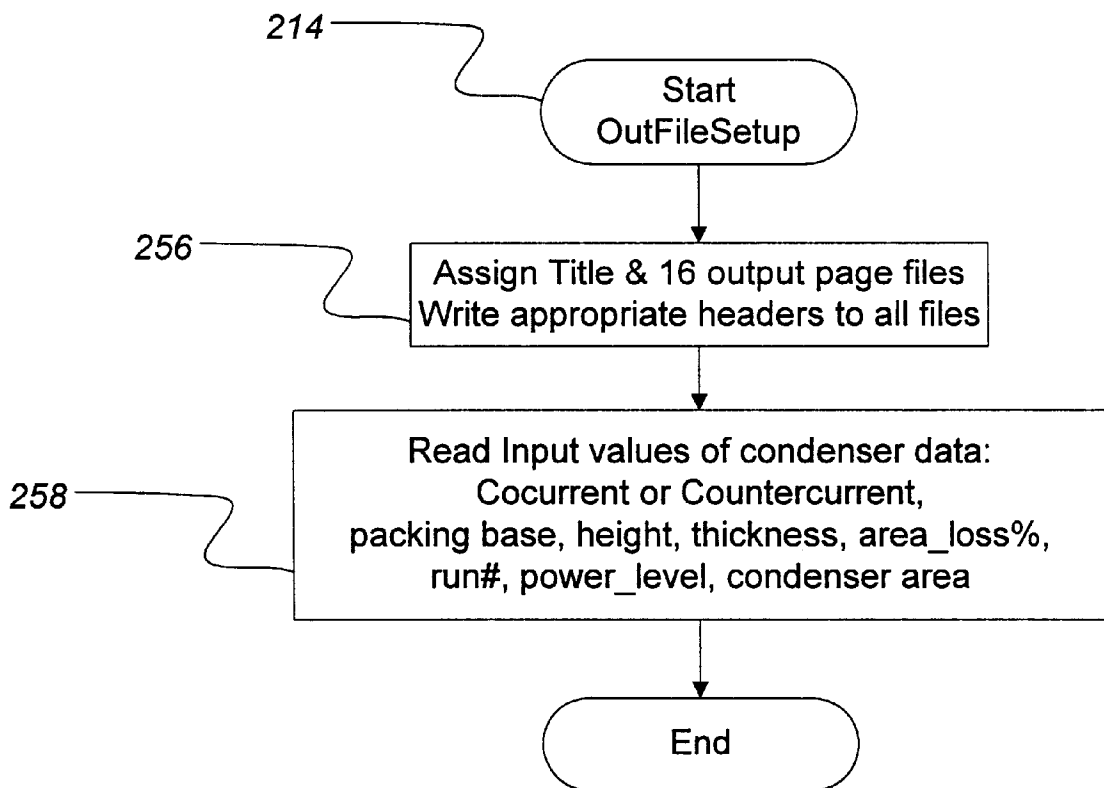 214
Start
OutFileSetup
256
Assign Title & 16 output page files
Write appropriate headers to all files
258
Read Input values of condenser data:
Cocurrent or Countercurrent,
packing base, height, thickness, area_loss%,
run#, power_level, condenser area
End